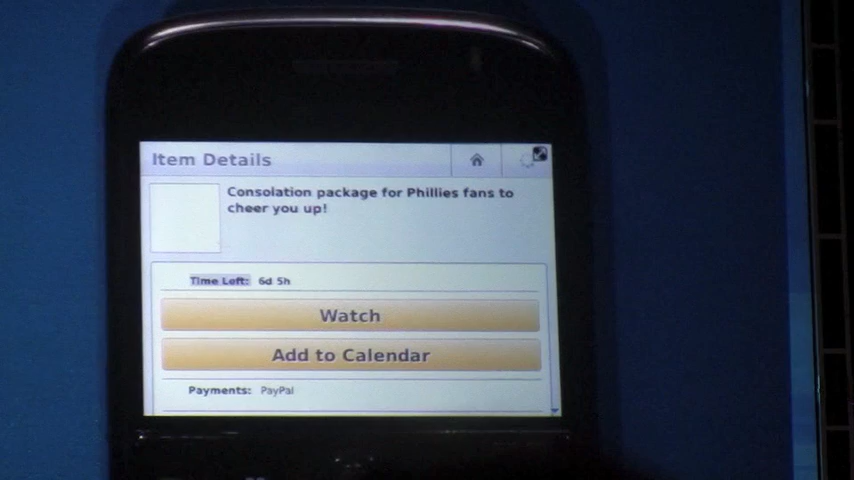 Item Details
Consolation package for Phillies fans to
cheer you up!
Time Left: 6d 5h
Watch
Add to Calendar
Payments: PayPal